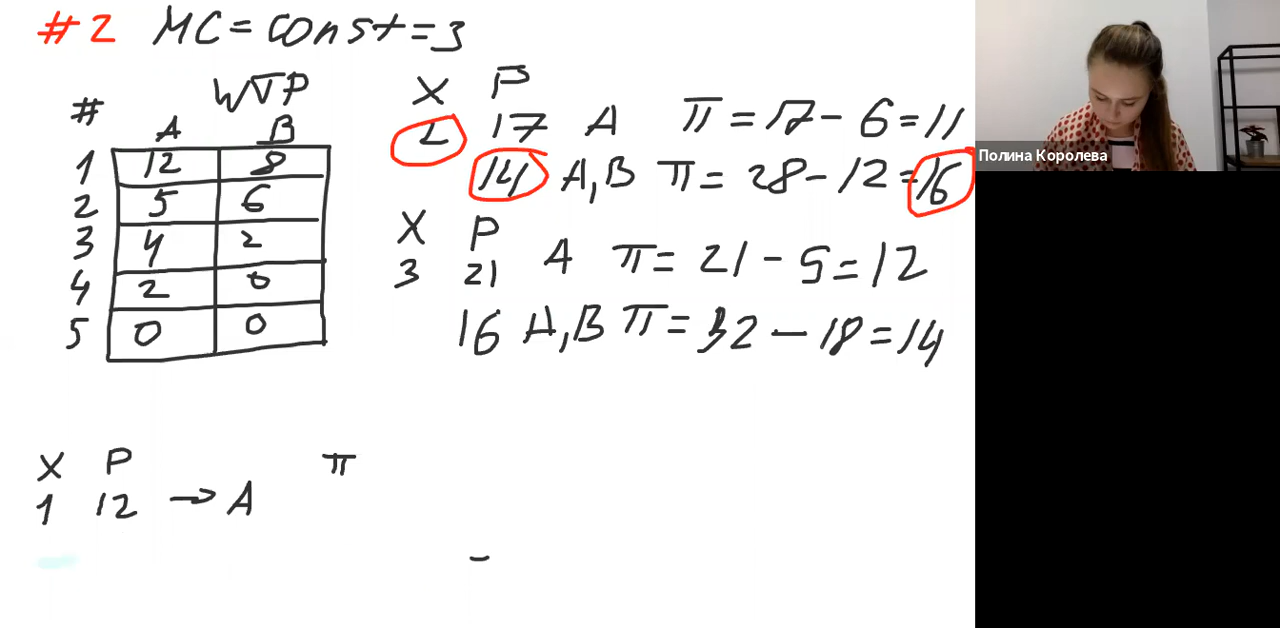 #2 MC = const = 3
WTP
# A B
1 12 8
2 5 6
3 4 2
4 2 0
5 0 0
X P
2 17 A π = 17 - 6 = 11
14 A,B π = 28 - 12 = 16
X P
3 21 A π = 21 - 9 = 12
16 A,B π = 32 - 18 = 14
X P π
1 12 → A
-
Полина Королева